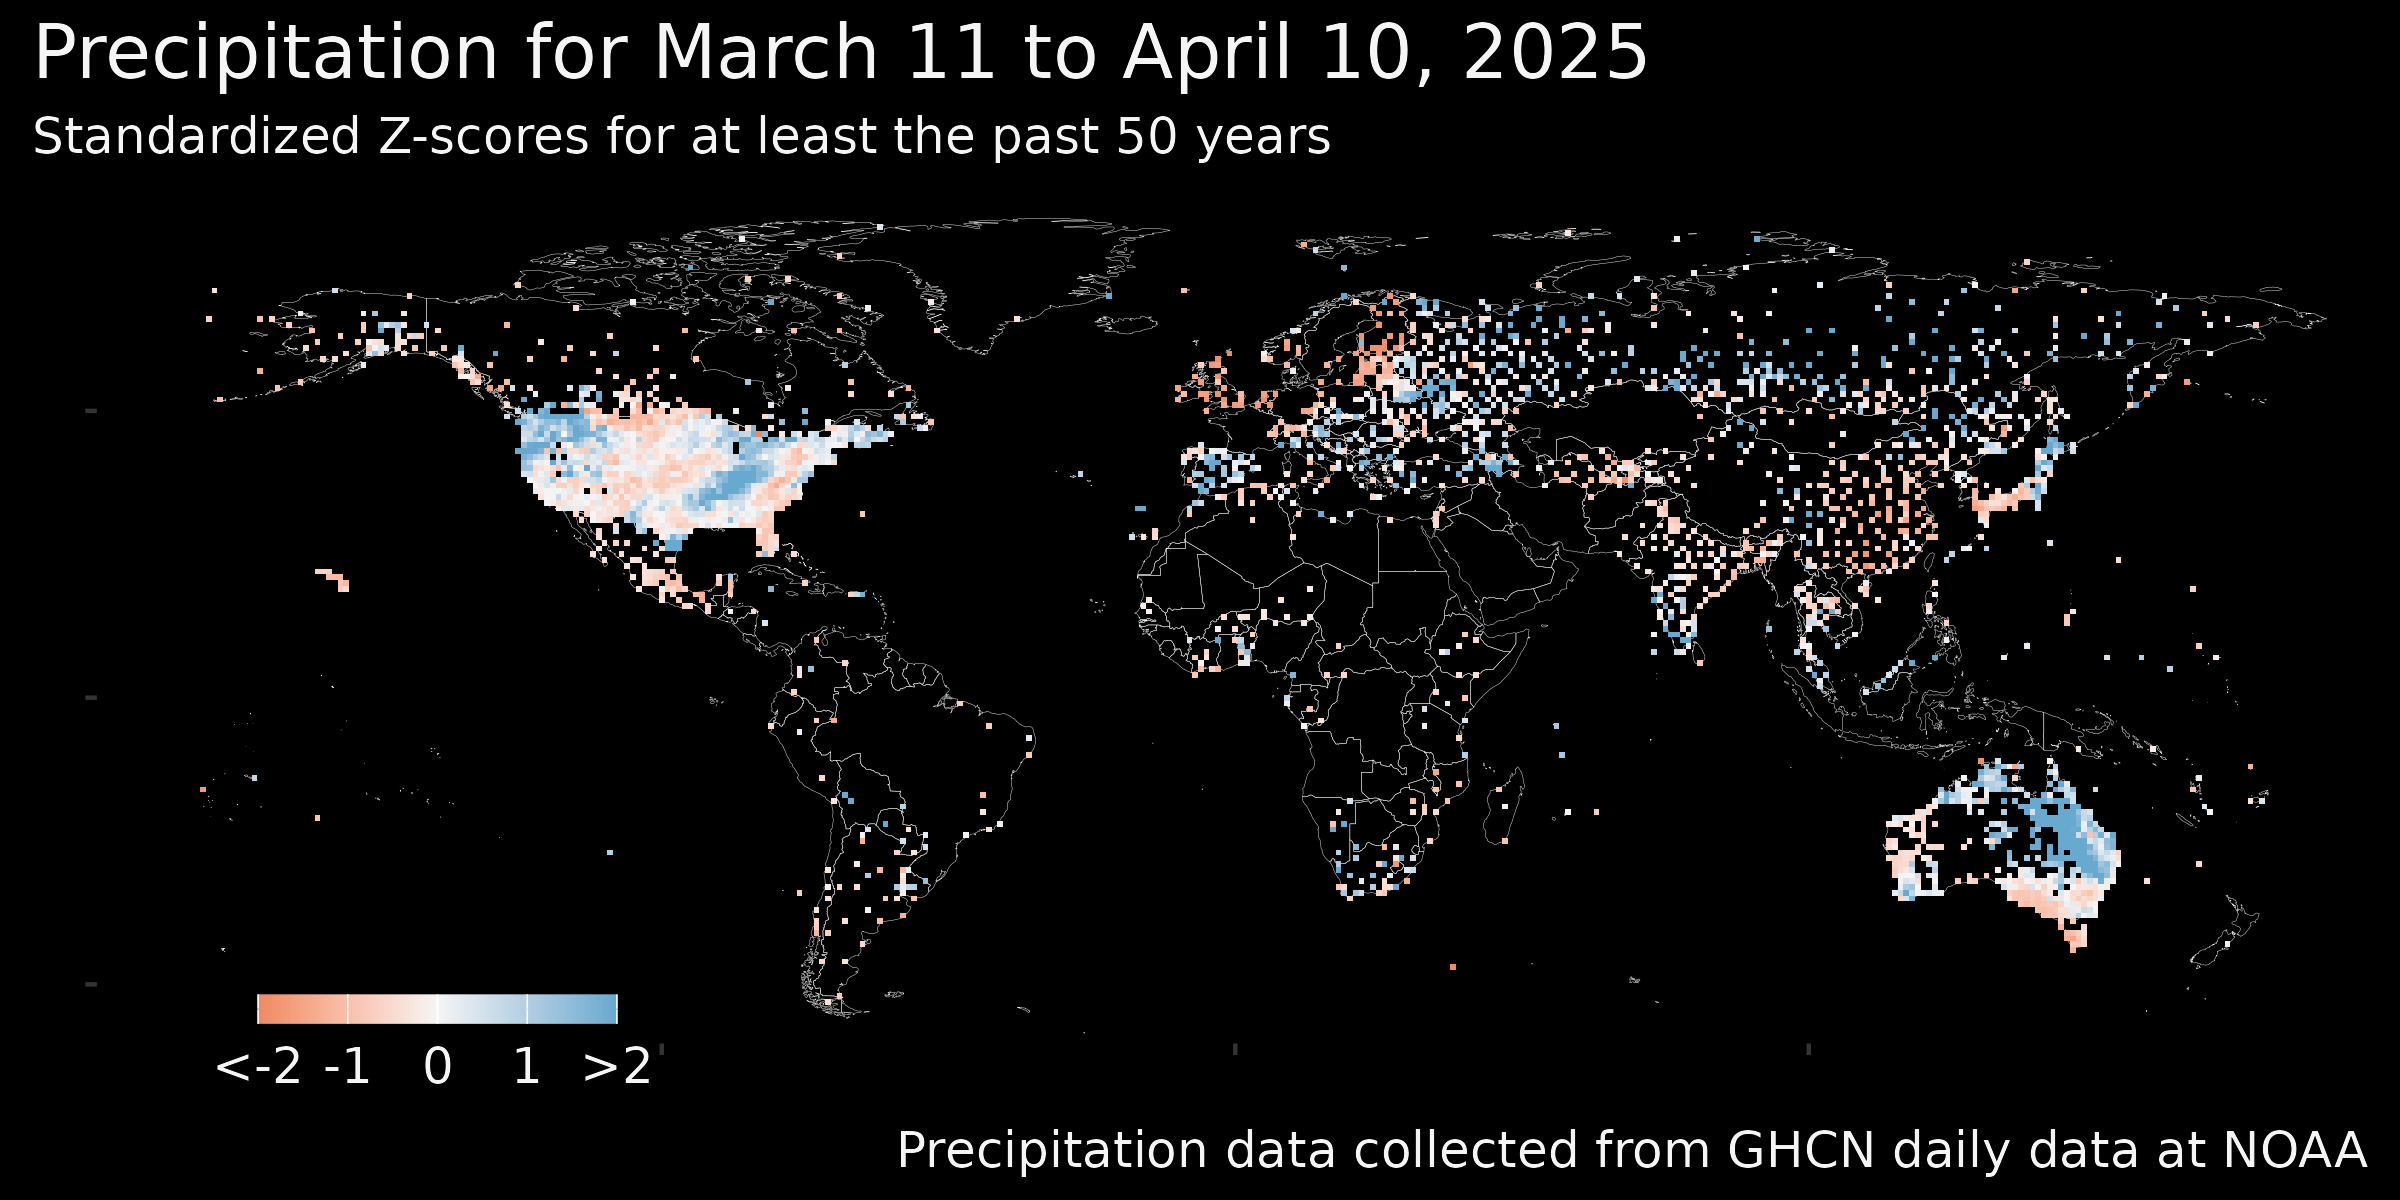 Precipitation for March 11 to April 10, 2025
Standardized Z-scores for at least the past 50 years
<-2 -1 0 1 >2
Precipitation data collected from GHCN daily data at NOAA